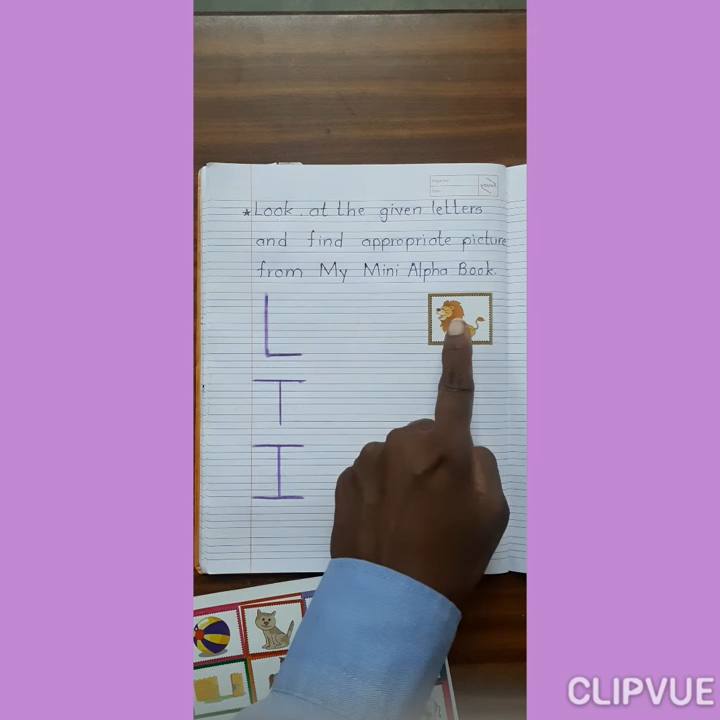 ★ Look. at the given letters
and find appropriate picture
from My Mini Alpha Book.
L
T
I
CLIPVUE